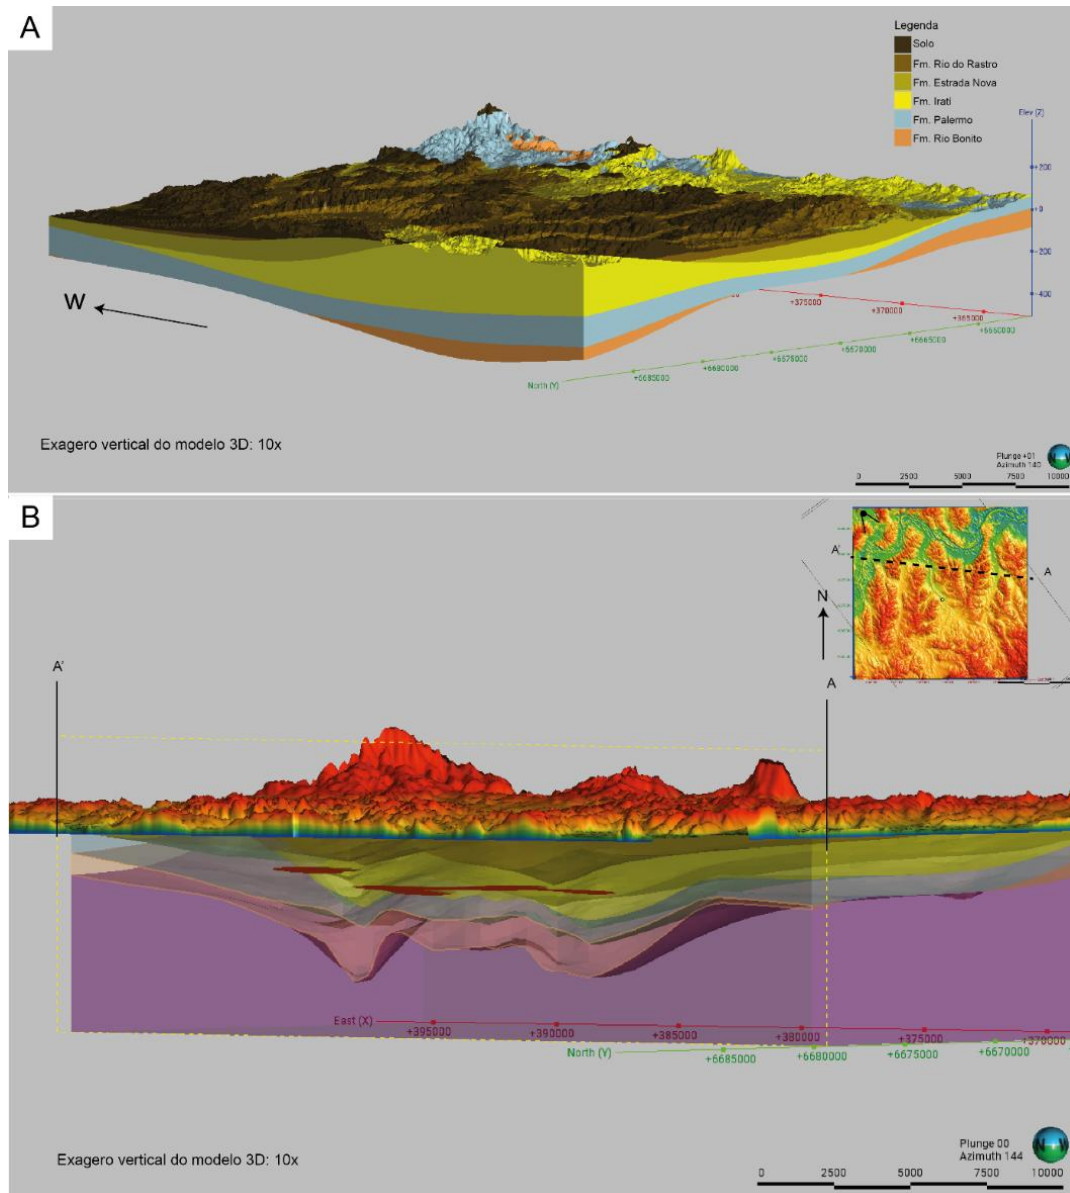 A
Legenda
Solo
Fm. Rio do Rastro
Fm. Estrada Nova
Fm. Irati
Fm. Palermo
Fm. Rio Bonito
Elev (Z)
+200
+0
-200
-400
W
+375000
+370000
+365000
+6660000
+6665000
+6670000
+6675000
+6680000
+6685000
North (Y)
Exagero vertical do modelo 3D: 10x
Plunge +01
Azimuth 140
0 2500 5000 7500 10000
B
A'
A
N
A'
A
East (X)
+395000
+390000
+385000
+380000
+375000
+370000
North (Y)
+6685000
+6680000
+6675000
+6670000
Exagero vertical do modelo 3D: 10x
Plunge 00
Azimuth 144
0 2500 5000 7500 10000